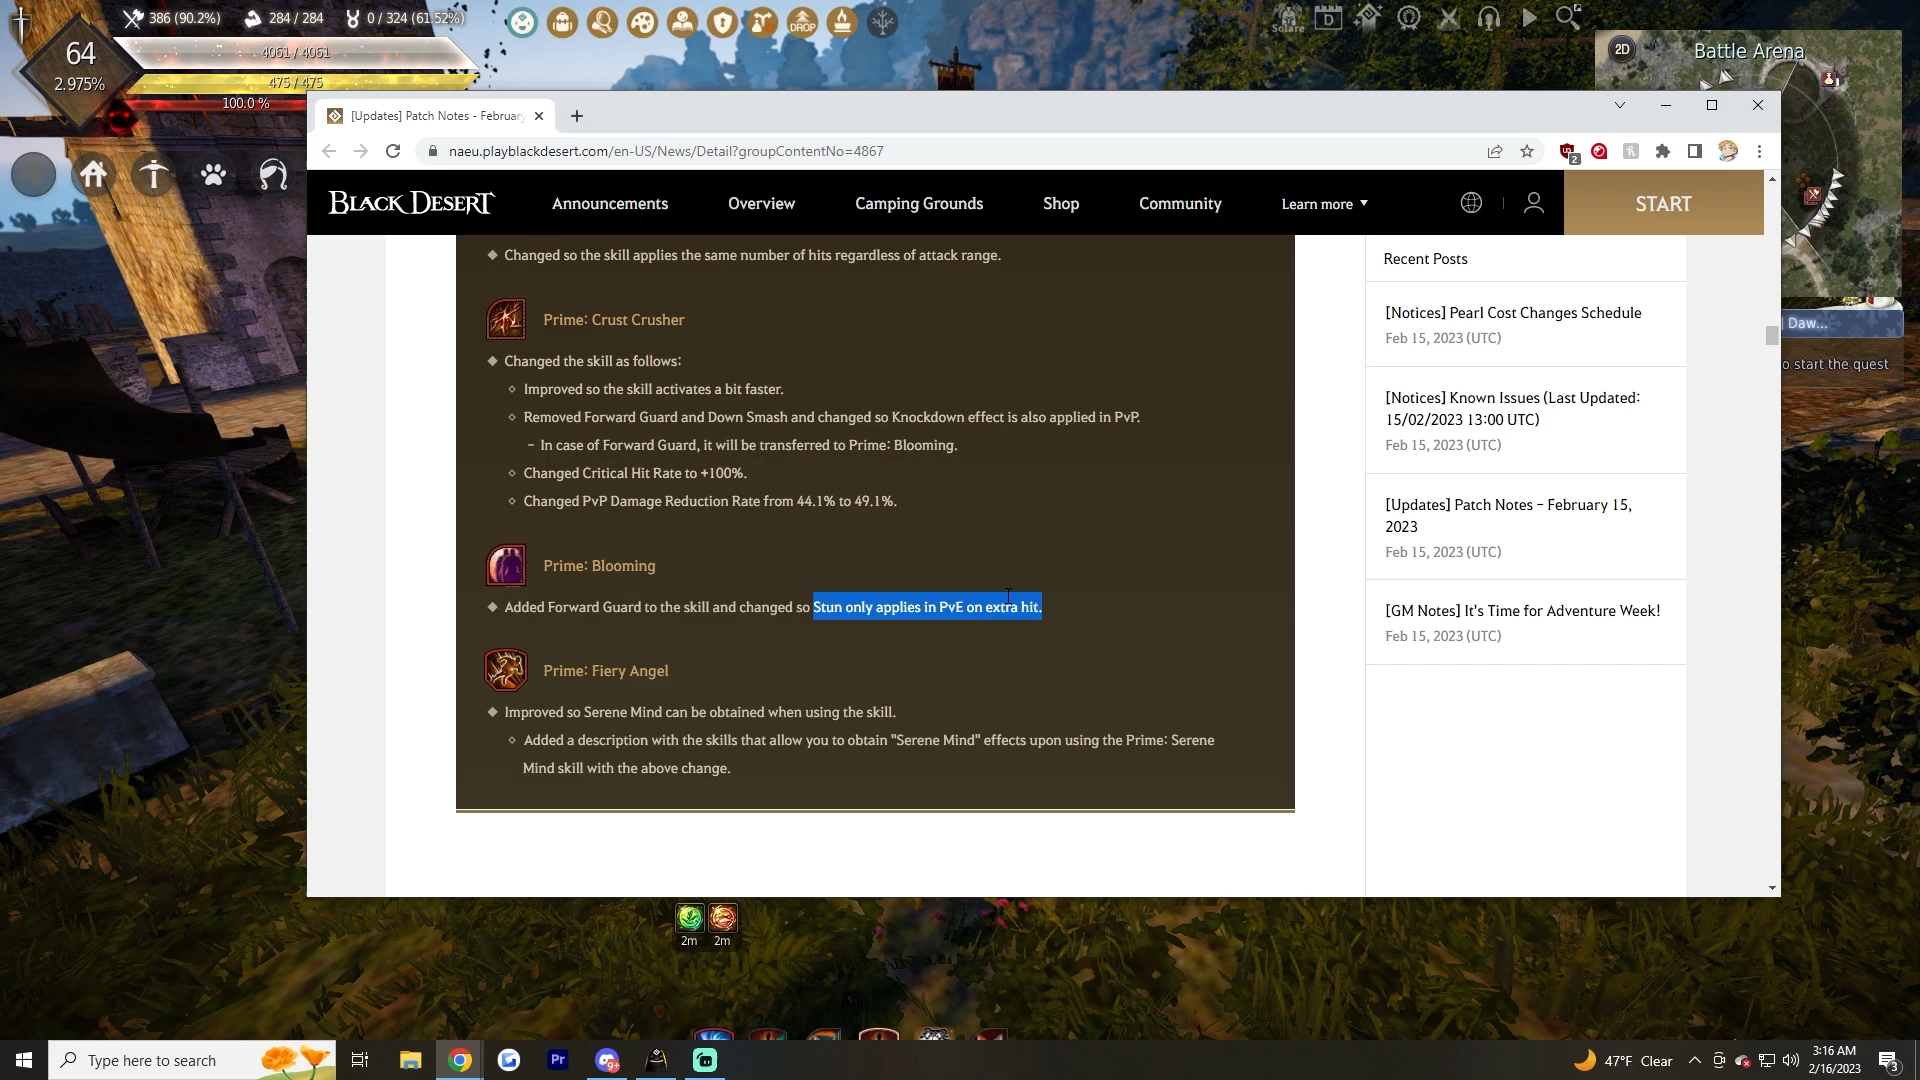 386 (90.2%) 284 / 284 0 / 324 (61.52%)
64
2.975%
4061 / 4061
475 / 475
100.0 %
DROP
Solare
D
2D Battle Arena
[Updates] Patch Notes - February
naeu.playblackdesert.com/en-US/News/Detail?groupContentNo=4867
2
BLACK DESERT Announcements Overview Camping Grounds Shop Community Learn more START
Changed so the skill applies the same number of hits regardless of attack range.
Prime: Crust Crusher
Changed the skill as follows:
Improved so the skill activates a bit faster.
Removed Forward Guard and Down Smash and changed so Knockdown effect is also applied in PvP.
- In case of Forward Guard, it will be transferred to Prime: Blooming.
Changed Critical Hit Rate to +100%.
Changed PvP Damage Reduction Rate from 44.1% to 49.1%.
Prime: Blooming
Added Forward Guard to the skill and changed so Stun only applies in PvE on extra hit.
Prime: Fiery Angel
Improved so Serene Mind can be obtained when using the skill.
Added a description with the skills that allow you to obtain "Serene Mind" effects upon using the Prime: Serene
Mind skill with the above change.
Recent Posts
[Notices] Pearl Cost Changes Schedule
Feb 15, 2023 (UTC)
[Notices] Known Issues (Last Updated:
15/02/2023 13:00 UTC)
Feb 15, 2023 (UTC)
[Updates] Patch Notes – February 15,
2023
Feb 15, 2023 (UTC)
[GM Notes] It's Time for Adventure Week!
Feb 15, 2023 (UTC)
Daw...
o start the quest
2m 2m
Type here to search
Pr
9+
47°F Clear
3:16 AM
2/16/2023
3